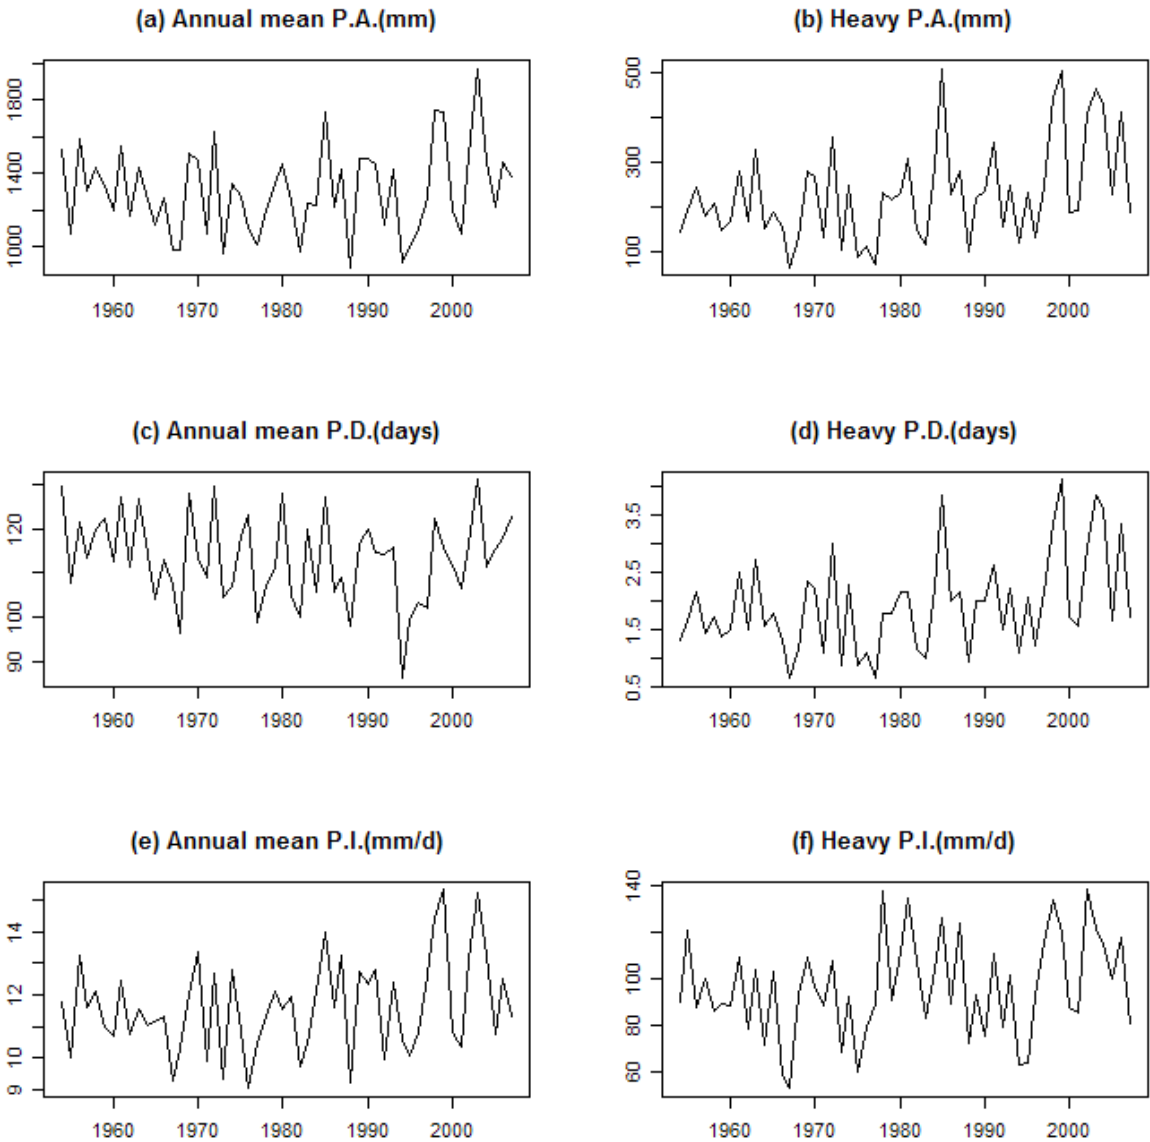 (a) Annual mean P.A.(mm)
(b) Heavy P.A.(mm)
1800
1400
1000
1960 1970 1980 1990 2000
500
300
100
1960 1970 1980 1990 2000
(c) Annual mean P.D.(days)
(d) Heavy P.D.(days)
120
100
90
1960 1970 1980 1990 2000
3.5
2.5
1.5
0.5
1960 1970 1980 1990 2000
(e) Annual mean P.I.(mm/d)
(f) Heavy P.I.(mm/d)
14
12
10
9
1960 1970 1980 1990 2000
140
100
80
60
1960 1970 1980 1990 2000